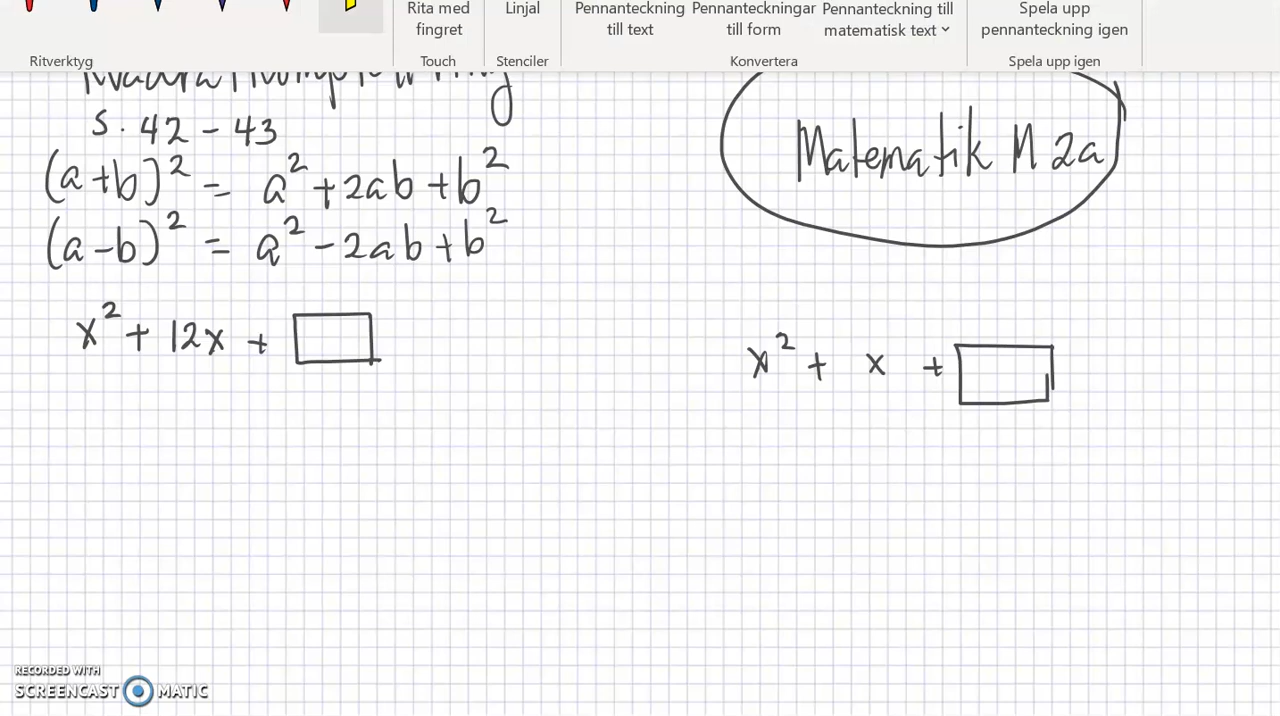 Rita med fingret
Linjal
Pennanteckning till text
Pennanteckningar till form
Pennanteckning till matematisk text
Spela upp pennanteckning igen
Ritverktyg
Touch
Stenciler
Konvertera
Spela upp igen
s. 42 - 43
(a+b)² = a² + 2ab + b²
(a-b)² = a² - 2ab + b²
x² + 12x + □
Matematik M 2a
x² + x + □
RECORDED WITH
SCREENCAST MATIC